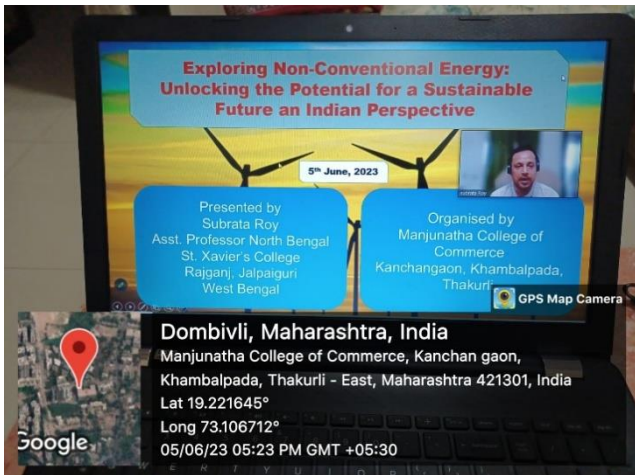 Exploring Non-Conventional Energy:
Unlocking the Potential for a Sustainable
Future an Indian Perspective
5th June, 2023
Presented by
Subrata Roy
Asst. Professor North Bengal
St. Xavier's College
Rajganj, Jalpaiguri
West Bengal
Organised by
Manjunatha College of
Commerce
Kanchangaon, Khambalpada,
GPS Map Camera
Dombivli, Maharashtra, India
Manjunatha College of Commerce, Kanchan gaon,
Khambalpada, Thakurli - East, Maharashtra 421301, India
Lat 19.221645°
Long 73.106712°
05/06/23 05:23 PM GMT +05:30
Google